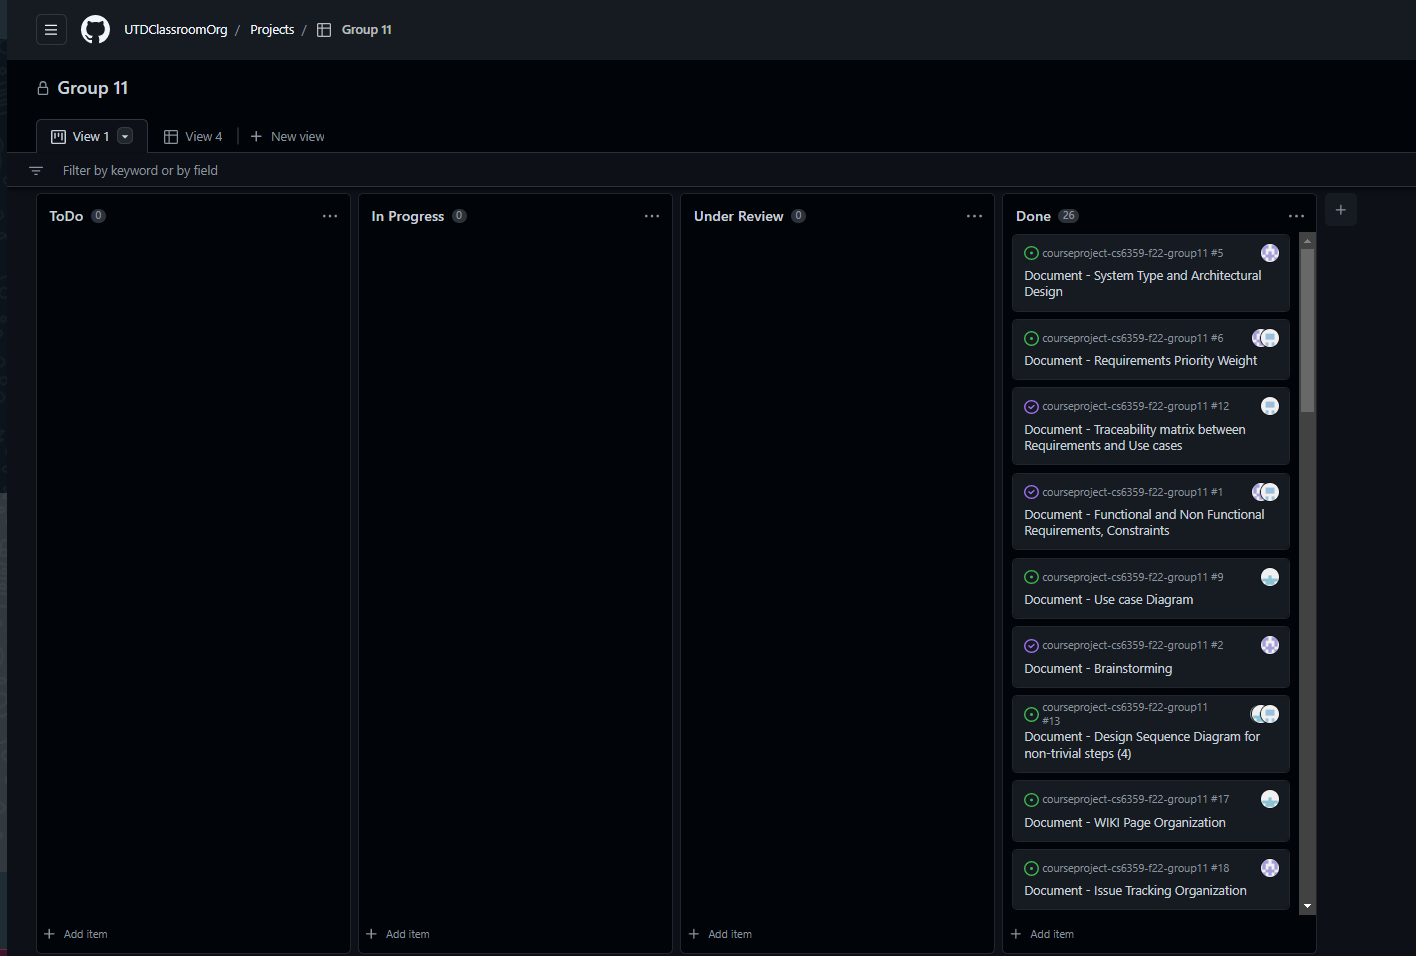 UTDClassroomOrg / Projects / Group 11
Group 11
View 1 View 4 New view
Filter by keyword or by field
ToDo 0
In Progress 0
Under Review 0
Done 26
courseproject-cs6359-f22-group11 #5
Document - System Type and Architectural
Design
courseproject-cs6359-f22-group11 #6
Document - Requirements Priority Weight
courseproject-cs6359-f22-group11 #12
Document - Traceability matrix between
Requirements and Use cases
courseproject-cs6359-f22-group11 #1
Document - Functional and Non Functional
Requirements, Constraints
courseproject-cs6359-f22-group11 #9
Document - Use case Diagram
courseproject-cs6359-f22-group11 #2
Document - Brainstorming
courseproject-cs6359-f22-group11
#13
Document - Design Sequence Diagram for
non-trivial steps (4)
courseproject-cs6359-f22-group11 #17
Document - WIKI Page Organization
courseproject-cs6359-f22-group11 #18
Document - Issue Tracking Organization
Add item
Add item
Add item
Add item